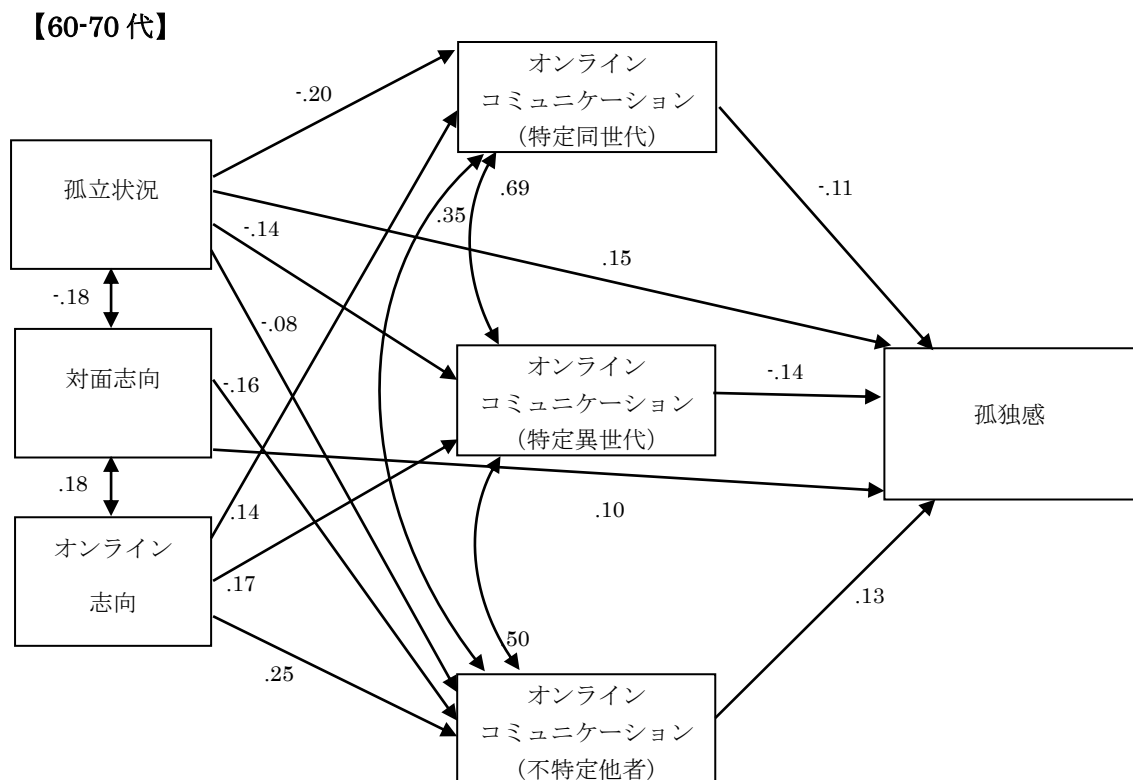 【60-70 代】
オンライン
コミュニケーション
（特定同世代）
-.20
孤立状況
.69
-.11
.35
-.14
.15
-.18
-.08
対面志向
-.16
オンライン
コミュニケーション
（特定異世代）
-.14
孤独感
.18
.14
.10
オンライン
志向
.17
.13
.50
.25
オンライン
コミュニケーション
（不特定他者）